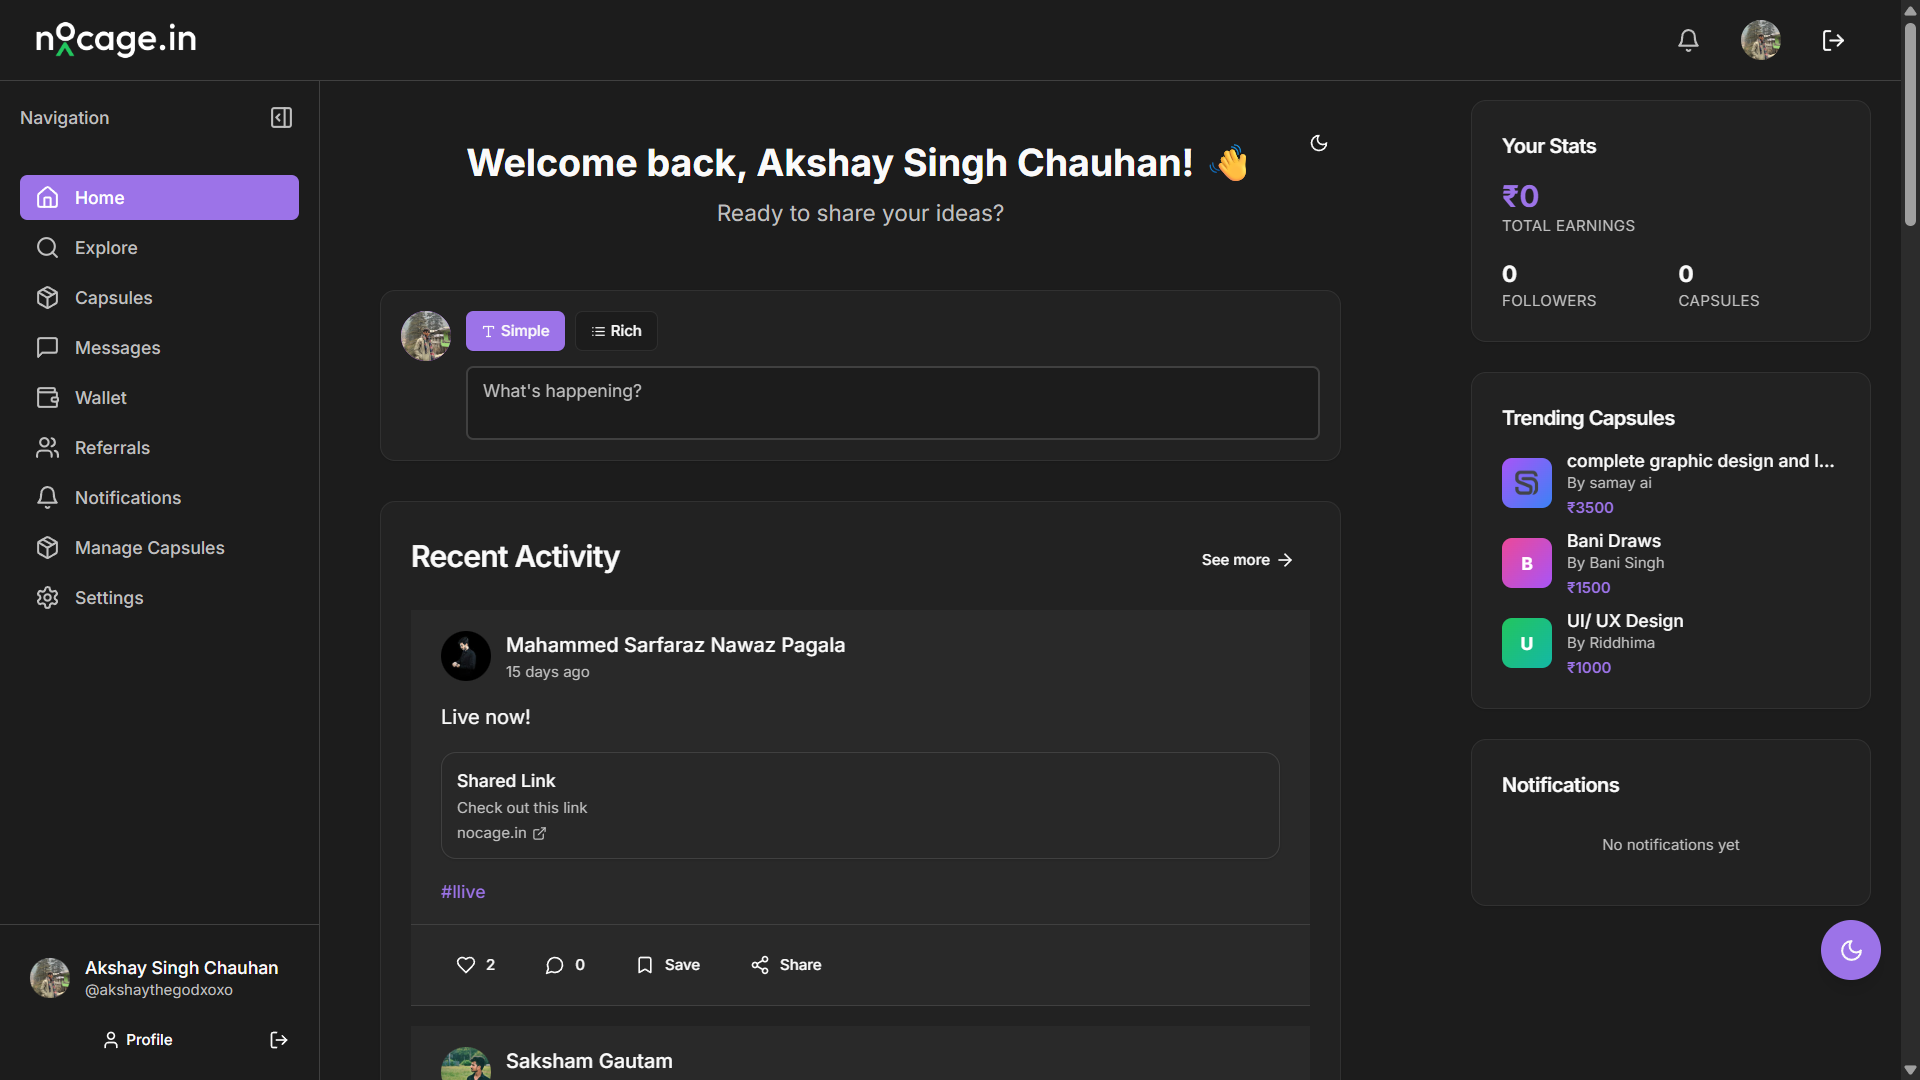 nocage.in
Navigation
Home
Explore
Capsules
Messages
Wallet
Referrals
Notifications
Manage Capsules
Settings
Akshay Singh Chauhan
@akshaythegodxoxo
Profile
Welcome back, Akshay Singh Chauhan! 👋
Ready to share your ideas?
Simple
Rich
What's happening?
Recent Activity
See more →
Mahammed Sarfaraz Nawaz Pagala
15 days ago
Live now!
Shared Link
Check out this link
nocage.in
#llive
2
0
Save
Share
Saksham Gautam
Your Stats
₹0
TOTAL EARNINGS
0
FOLLOWERS
0
CAPSULES
Trending Capsules
complete graphic design and l...
By samay ai
₹3500
B
Bani Draws
By Bani Singh
₹1500
U
UI/ UX Design
By Riddhima
₹1000
Notifications
No notifications yet